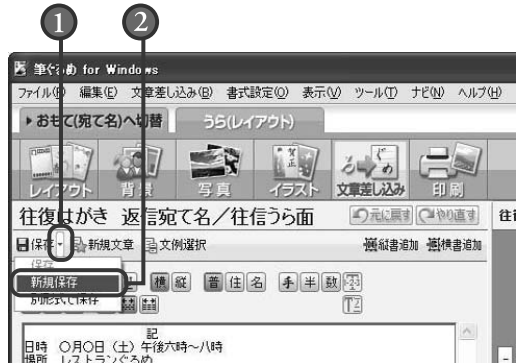 1 2
筆ぐるめ for Windows
ファイル(F) 編集(E) 文章差し込み(B) 書式設定(O) 表示(V) ツール(T) ナビ(N) ヘルプ(H)
おもて(宛て名)へ切替 うら(レイアウト)
レイアウト 背景 写真 イラスト 文章差し込み 印刷
往復はがき 返信宛て名/往信うら面 元に戻す やり直す 往
保存 新規文章 文例選択 縦書追加 横書追加
保存
新規保存 横 縦 普 住 名 手 半 数
別形式で保存
記
日時 〇月〇日(土)午後六時~八時
場所 レストランぐるめ